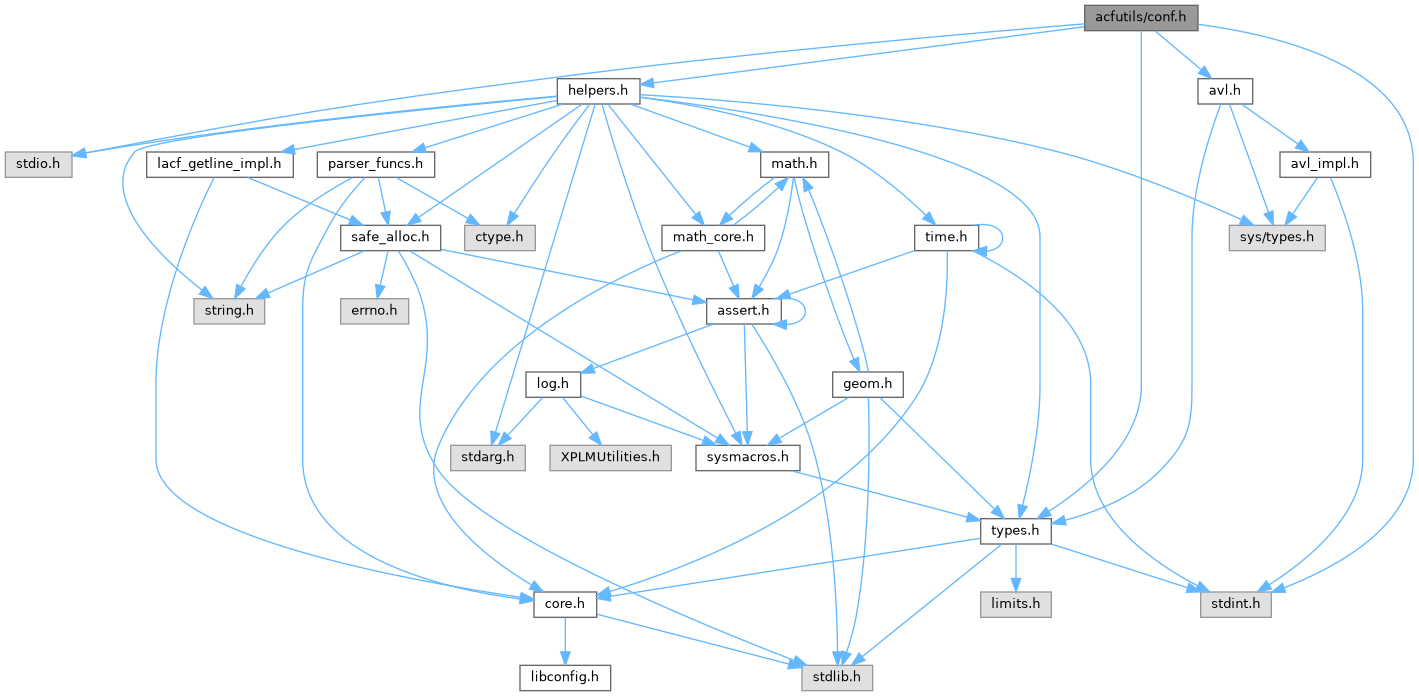 acfutils/conf.h
helpers.h
avl.h
stdio.h
lacf_getline_impl.h
parser_funcs.h
math.h
avl_impl.h
safe_alloc.h
ctype.h
math_core.h
time.h
sys/types.h
string.h
errno.h
assert.h
log.h
geom.h
stdarg.h
XPLMUtilities.h
sysmacros.h
types.h
core.h
limits.h
stdint.h
libconfig.h
stdlib.h